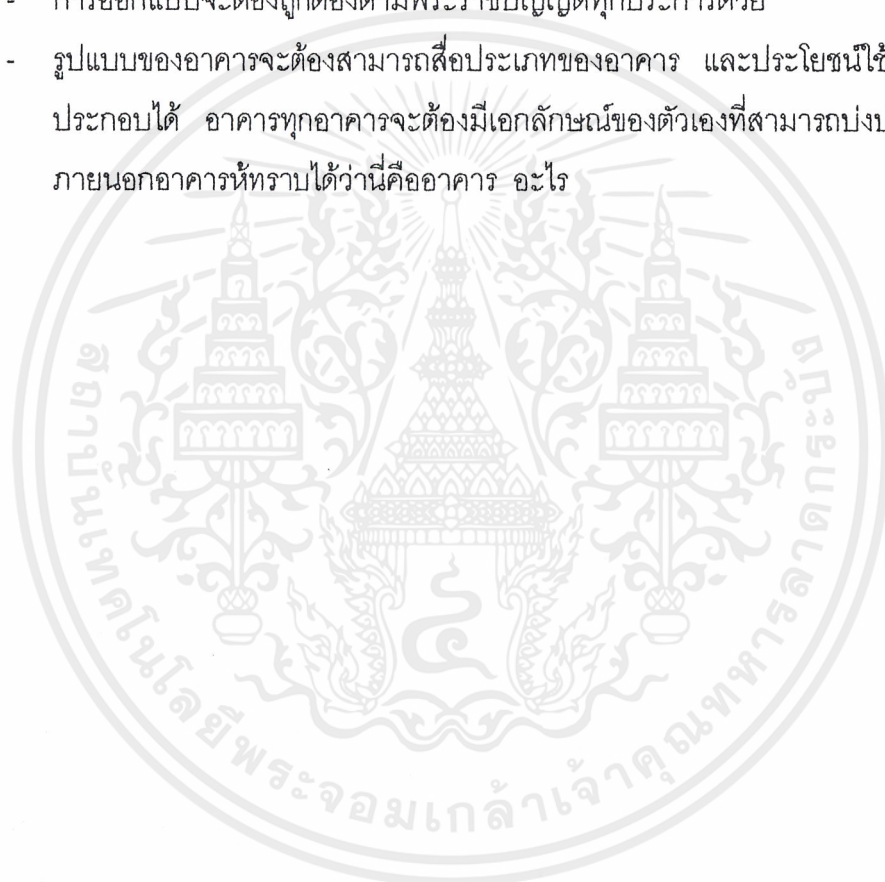 - การออกแบบจะต้องถูกต้องตามพระราชบัญญัติทุกประการด้วย
- รูปแบบของอาคารจะต้องสามารถสื่อประเภทของอาคาร และประโยชน์ใช้
ประกอบได้ อาคารทุกอาคารจะต้องมีเอกลักษณ์ของตัวเองที่สามารถบ่งบ
ภายนอกอาคารห้ทราบได้ว่านี่คืออาคาร อะไร
สถาบันเทคโนโลยีพระจอมเกล้าเจ้าคุณทหารลาดกระบัง